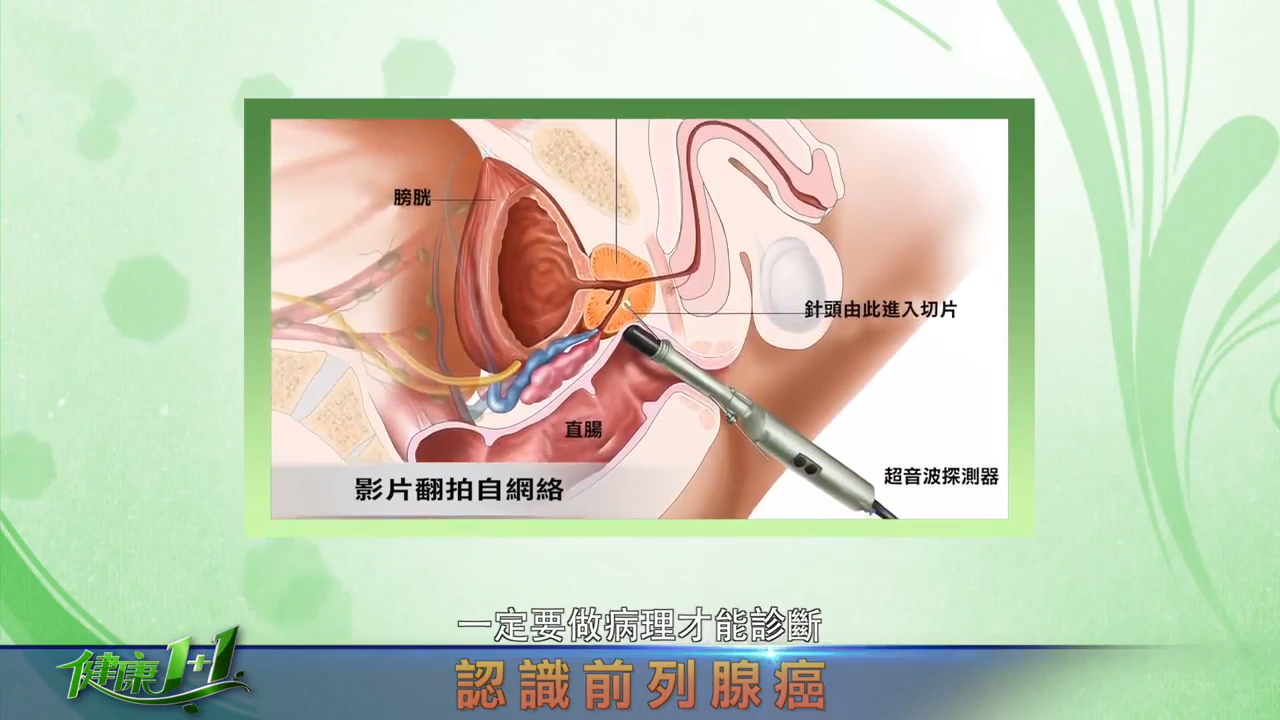 膀胱
針頭由此進入切片
直腸
超音波探測器
影片翻拍自網絡
一定要做病理才能診斷
健康1+1
認識前列腺癌